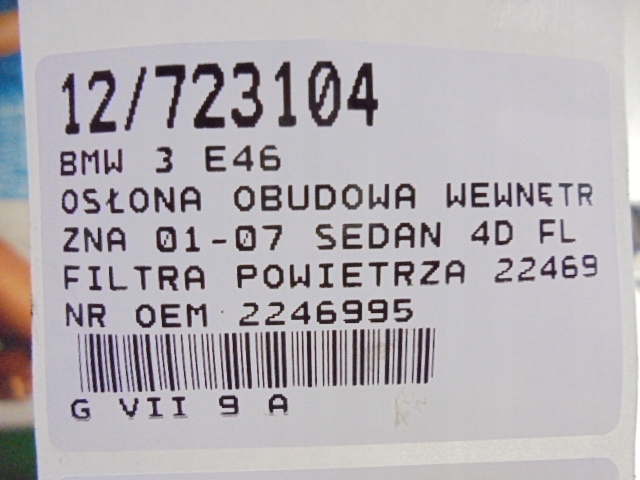 12/723104
BMW 3 E46
OSŁONA OBUDOWA WEWNĘTR
ZNA 01-07 SEDAN 4D FL
FILTRA POWIETRZA 22469
NR OEM 2246995
G VII 9 A